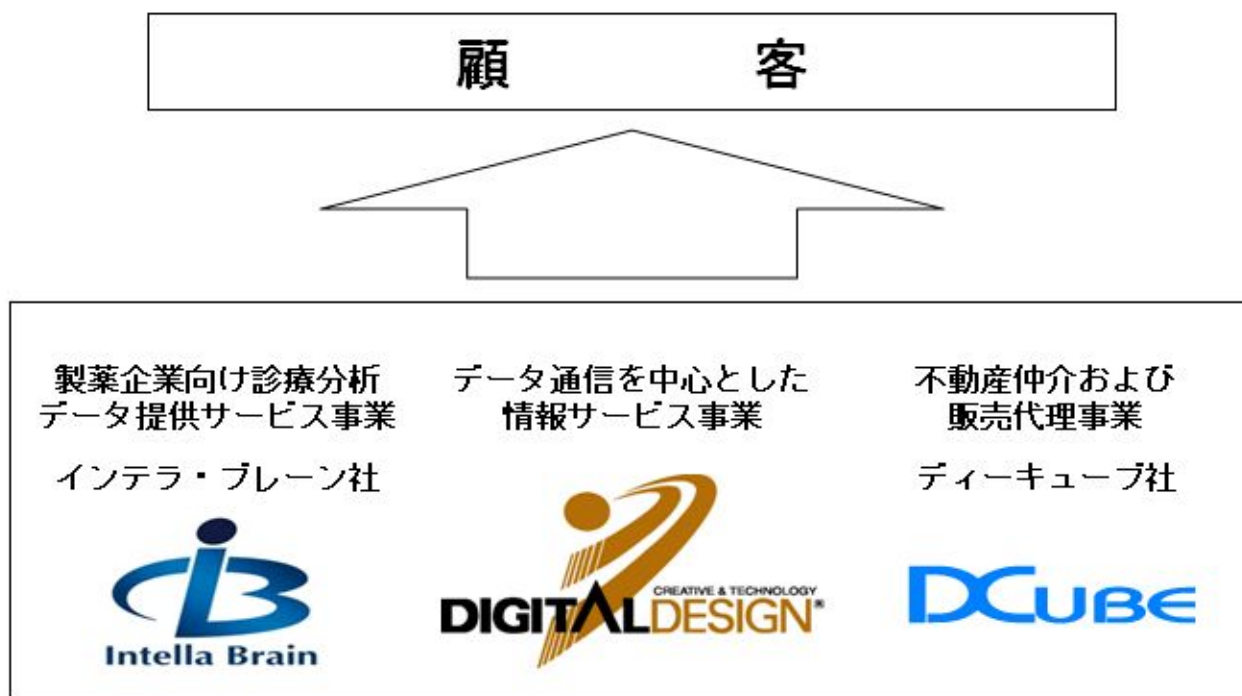 顧　客
製薬企業向け診療分析
データ提供サービス事業
インテラ・ブレーン社
Intella Brain
データ通信を中心とした
情報サービス事業
CREATIVE & TECHNOLOGY
DIGITALDESIGN®
不動産仲介および
販売代理事業
ディーキューブ社
DCUBE